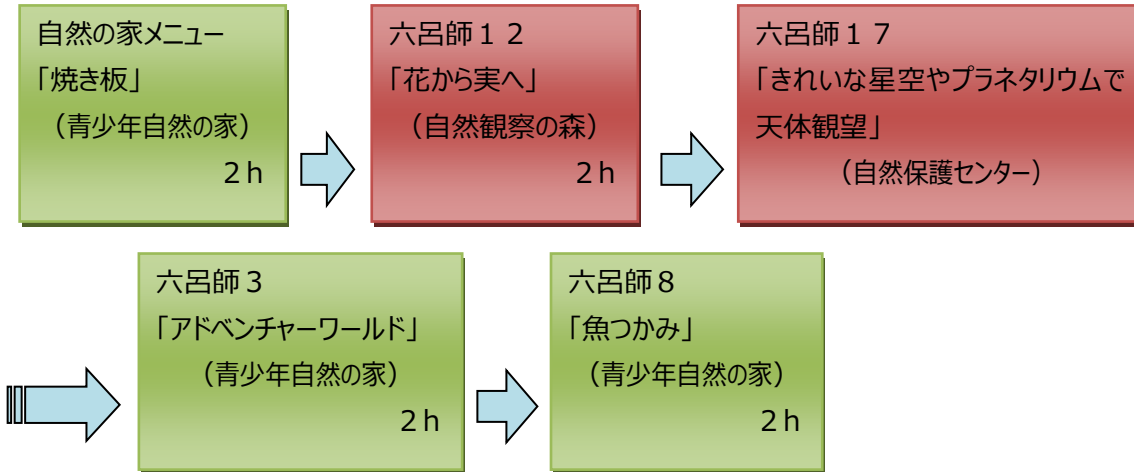 自然の家メニュー
「焼き板」
（青少年自然の家）
２ｈ
六呂師１２
「花から実へ」
（自然観察の森）
２ｈ
六呂師１７
「きれいな星空やプラネタリウムで
天体観望」
（自然保護センター）
六呂師３
「アドベンチャーワールド」
（青少年自然の家）
２ｈ
六呂師８
「魚つかみ」
（青少年自然の家）
２ｈ